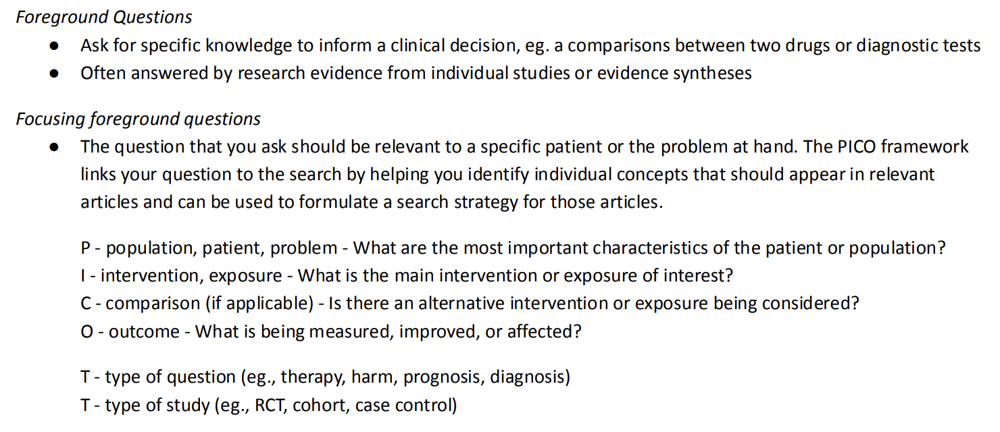 Foreground Questions
● Ask for specific knowledge to inform a clinical decision, eg. a comparisons between two drugs or diagnostic tests
● Often answered by research evidence from individual studies or evidence syntheses
Focusing foreground questions
● The question that you ask should be relevant to a specific patient or the problem at hand. The PICO framework
links your question to the search by helping you identify individual concepts that should appear in relevant
articles and can be used to formulate a search strategy for those articles.
P - population, patient, problem - What are the most important characteristics of the patient or population?
I - intervention, exposure - What is the main intervention or exposure of interest?
C - comparison (if applicable) - Is there an alternative intervention or exposure being considered?
O - outcome - What is being measured, improved, or affected?
T - type of question (eg., therapy, harm, prognosis, diagnosis)
T - type of study (eg., RCT, cohort, case control)